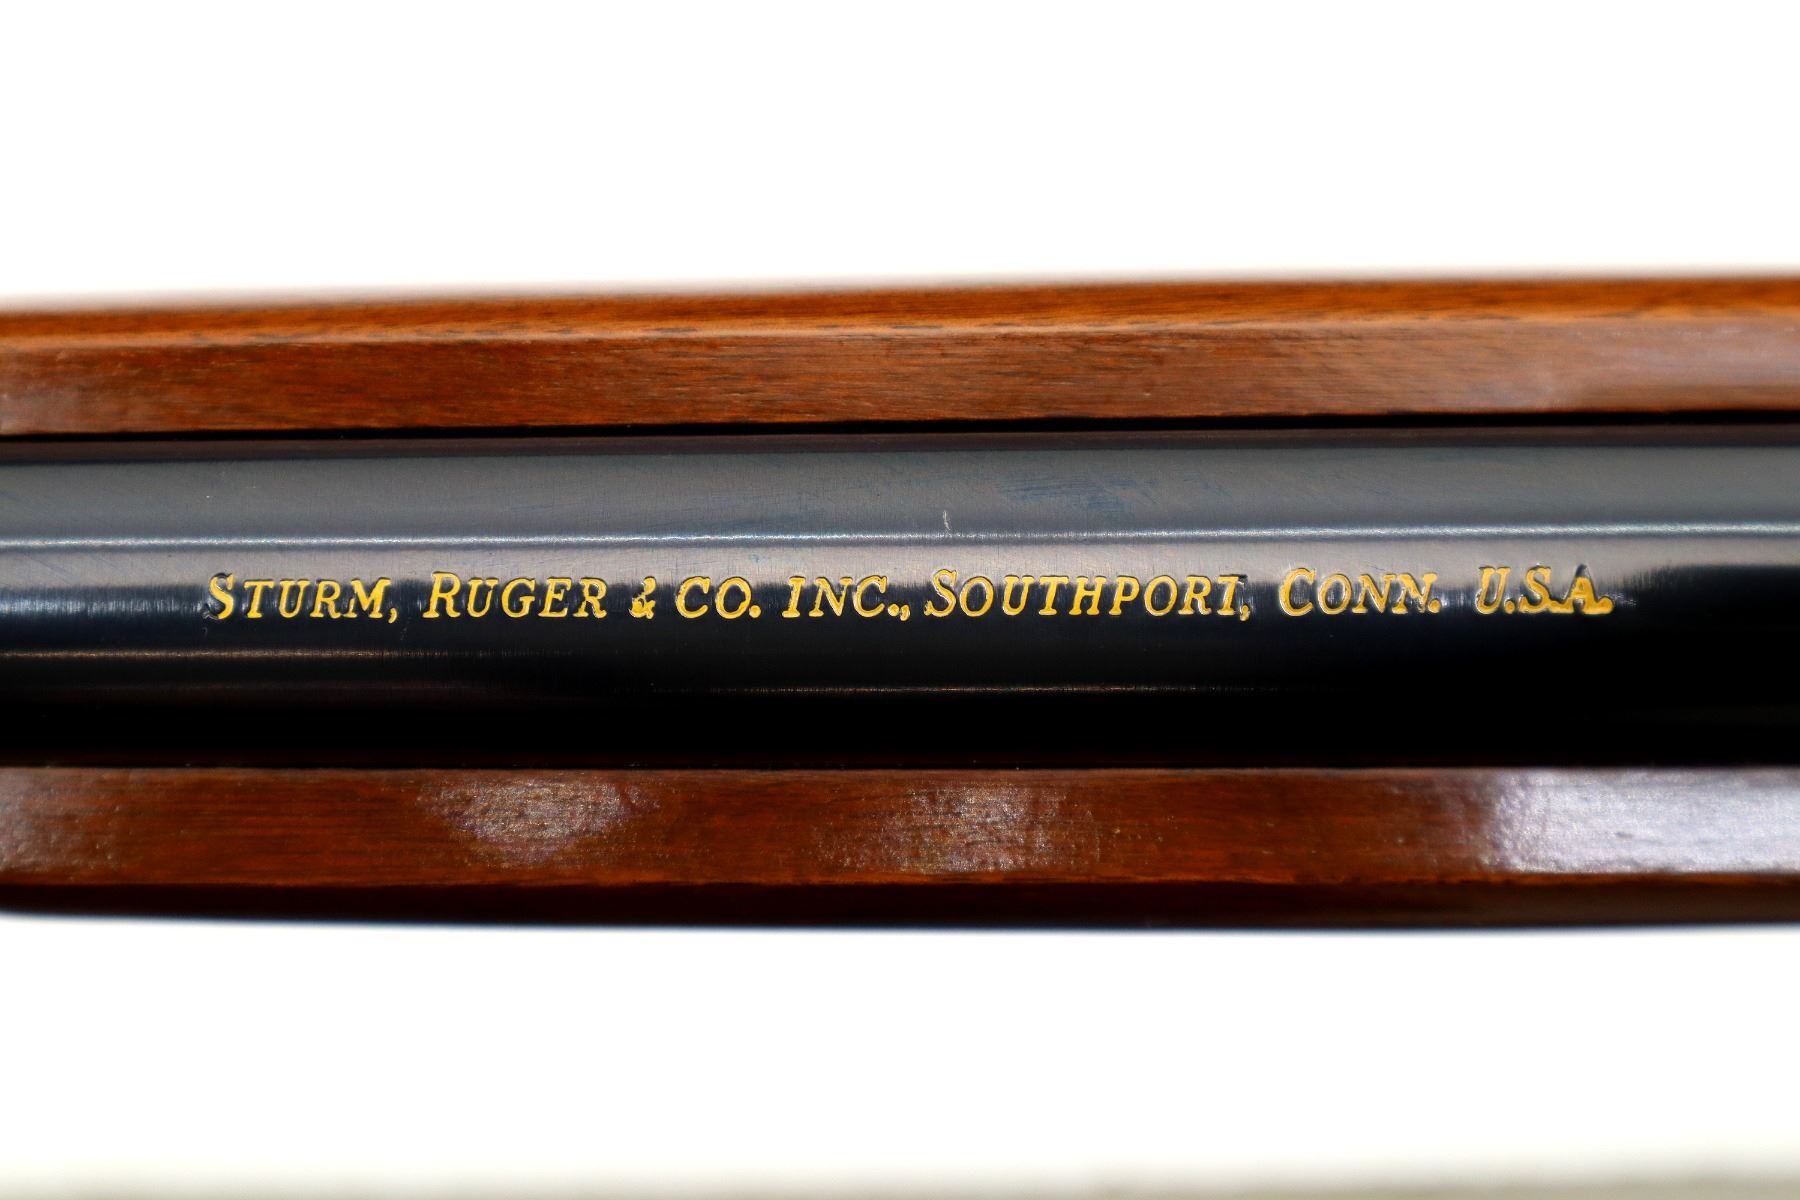 STURM, RUGER & CO. INC., SOUTHPORT, CONN. U.S.A.